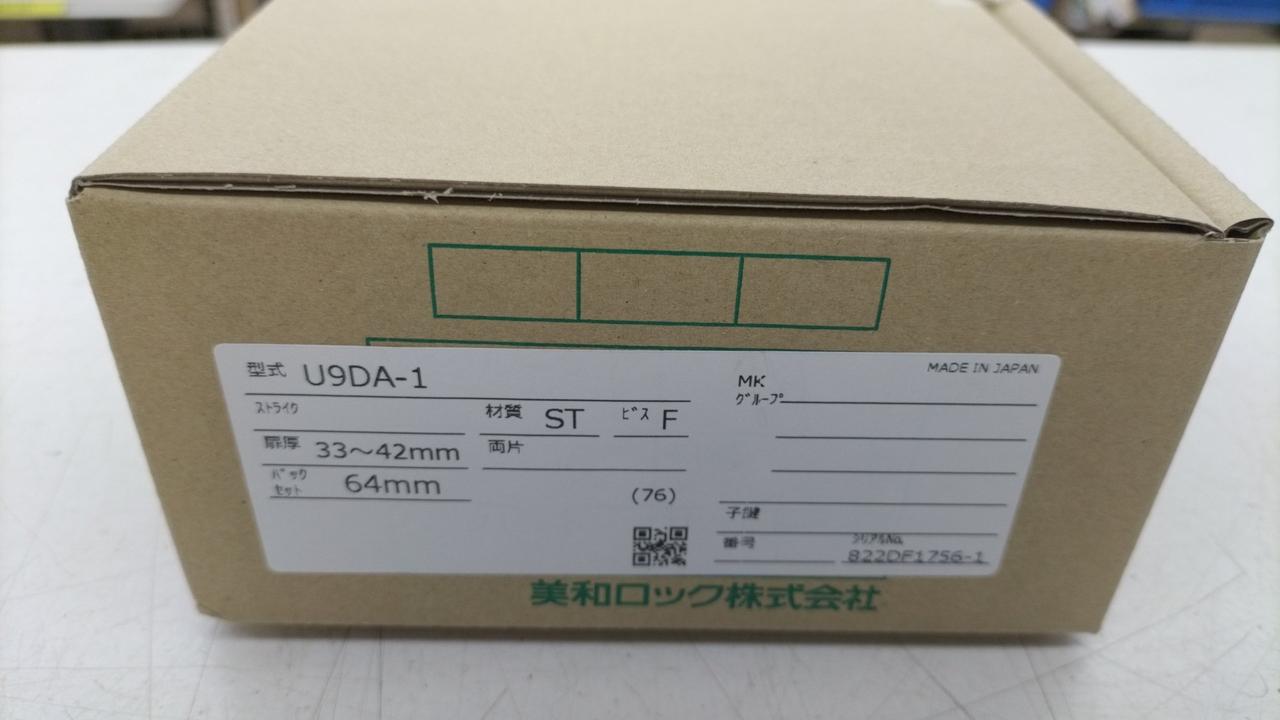 型式 U9DA-1
MADE IN JAPAN
MK
グループ
ストライク
材質 ST ビス F
扉厚 33～42mm
両片
バック
セット 64mm
(76)
子鍵
番号
シリアルNo.
822DF1756-1
美和ロック株式会社